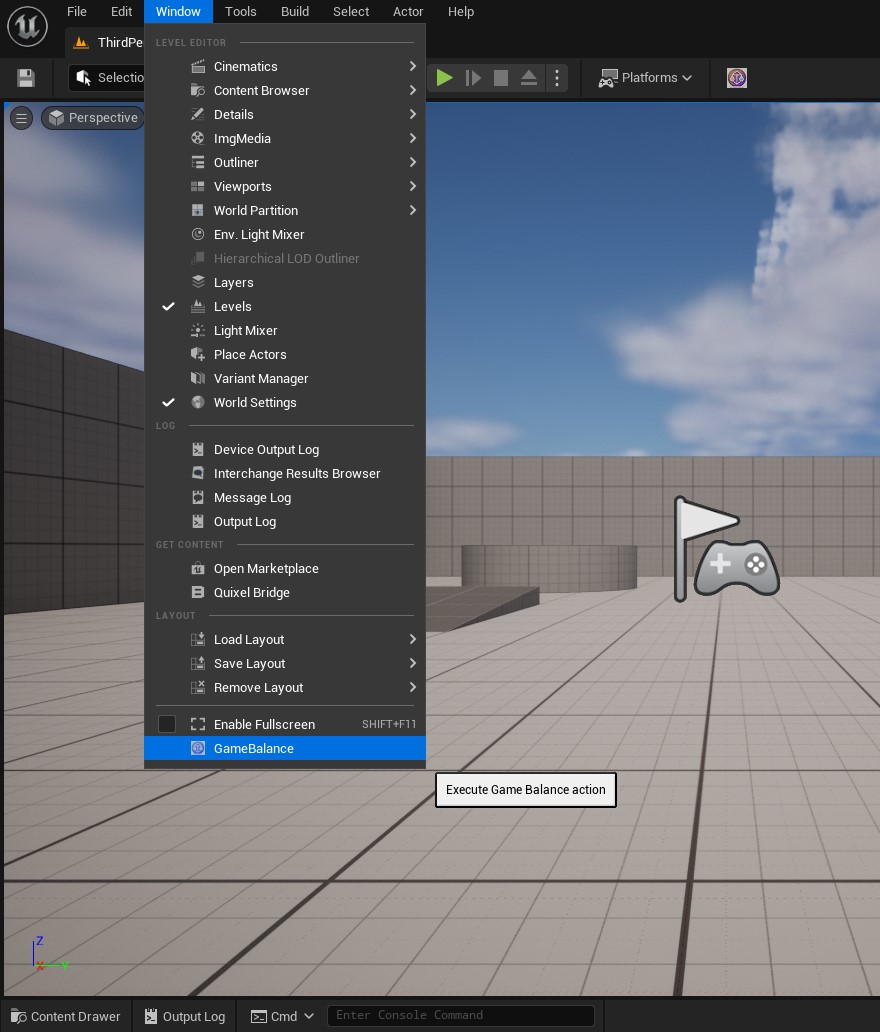 File Edit Window Tools Build Select Actor Help
ThirdPe
Selectio
Platforms
Perspective
LEVEL EDITOR
Cinematics
Content Browser
Details
ImgMedia
Outliner
Viewports
World Partition
Env. Light Mixer
Hierarchical LOD Outliner
Layers
Levels
Light Mixer
Place Actors
Variant Manager
World Settings
LOG
Device Output Log
Interchange Results Browser
Message Log
Output Log
GET CONTENT
Open Marketplace
Quixel Bridge
LAYOUT
Load Layout
Save Layout
Remove Layout
Enable Fullscreen SHIFT+F11
GameBalance
Execute Game Balance action
Z
X Y
Content Drawer Output Log Cmd Enter Console Command